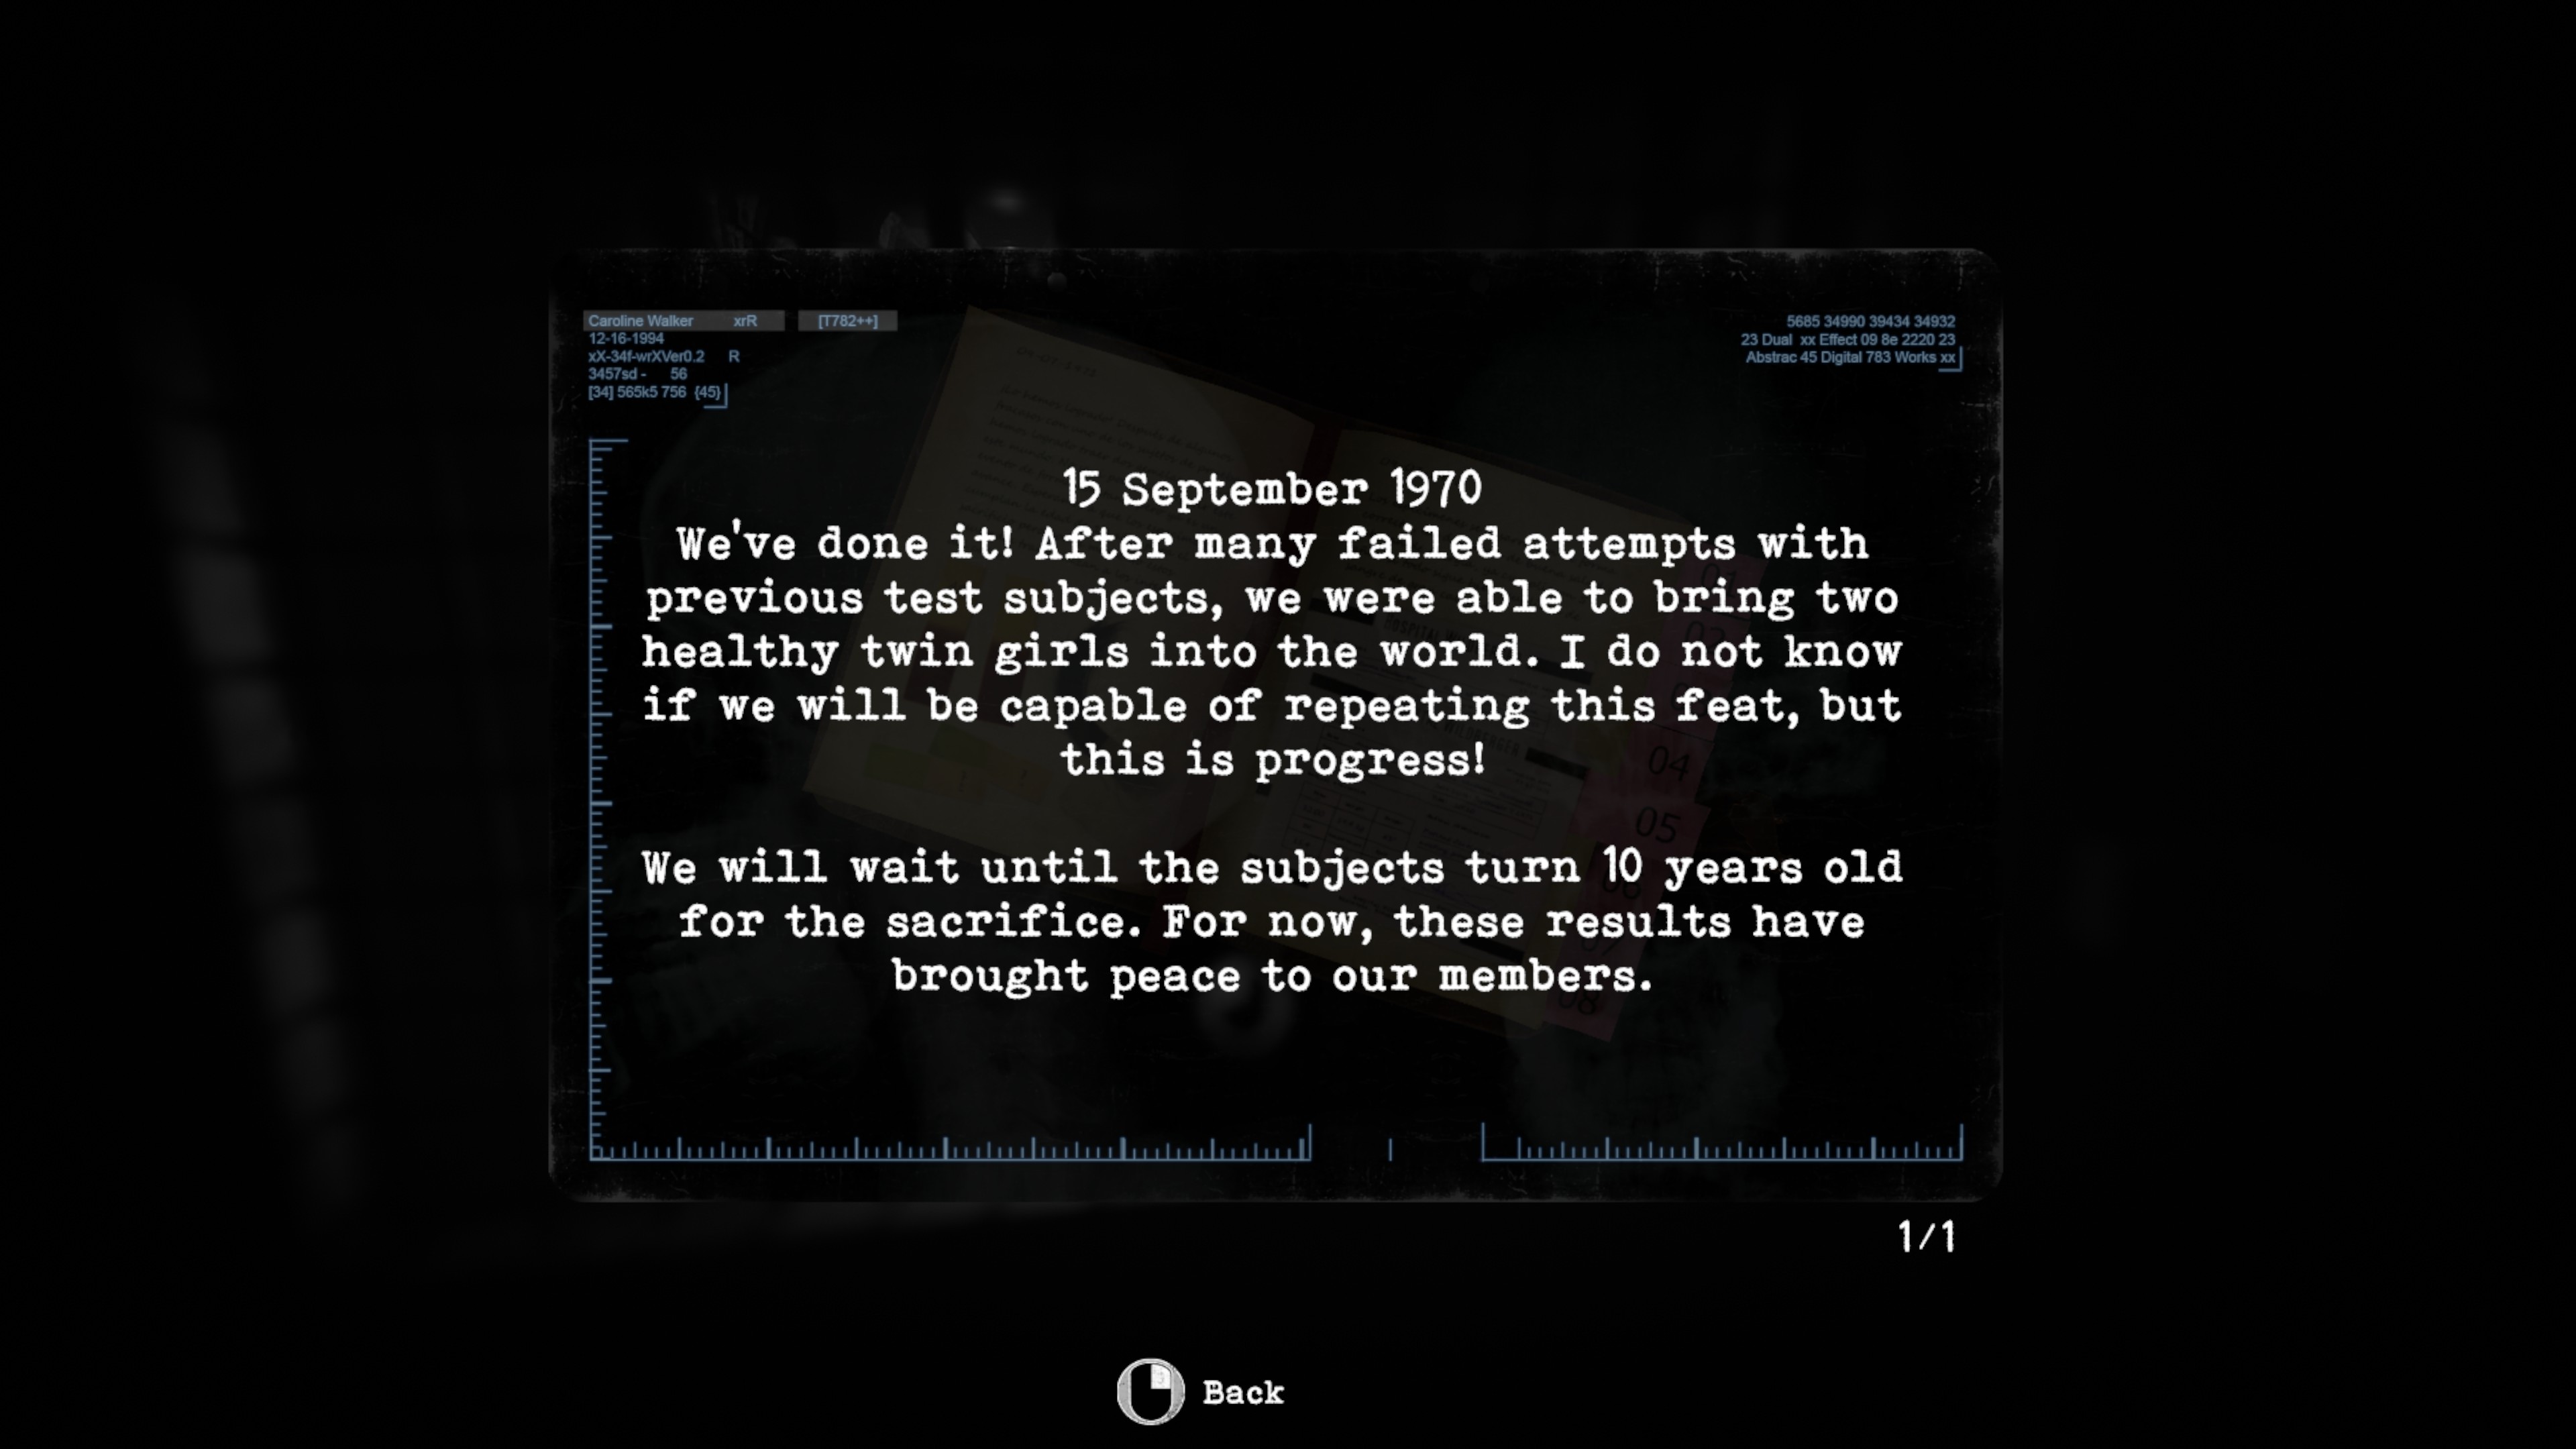 Caroline Walker xrR [T782++]
12-16-1994
xX-34f-wrXVer0.2 R
3457sd - 56
[34] 565k5 756 {45}
5685 34990 39434 34932
23 Dual xx Effect 09 8e 2220 23
Abstrac 45 Digital 783 Works xx
15 September 1970
We've done it! After many failed attempts with
previous test subjects, we were able to bring two
healthy twin girls into the world. I do not know
if we will be capable of repeating this feat, but
this is progress!
We will wait until the subjects turn 10 years old
for the sacrifice. For now, these results have
brought peace to our members.
04
05
06
07
08
1/1
Back